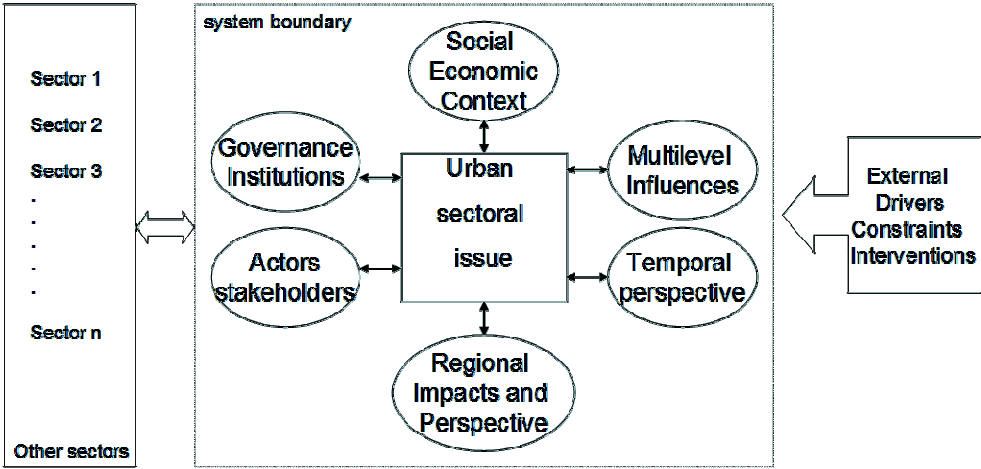 Sector 1
Sector 2
Sector 3
.
.
.
.
.
Sector n
Other sectors
system boundary
Social
Economic
Context
Governance
Institutions
Actors
stakeholders
Urban
sectoral
issue
Multilevel
Influences
Temporal
perspective
Regional
Impacts and
Perspective
External
Drivers
Constraints
Interventions